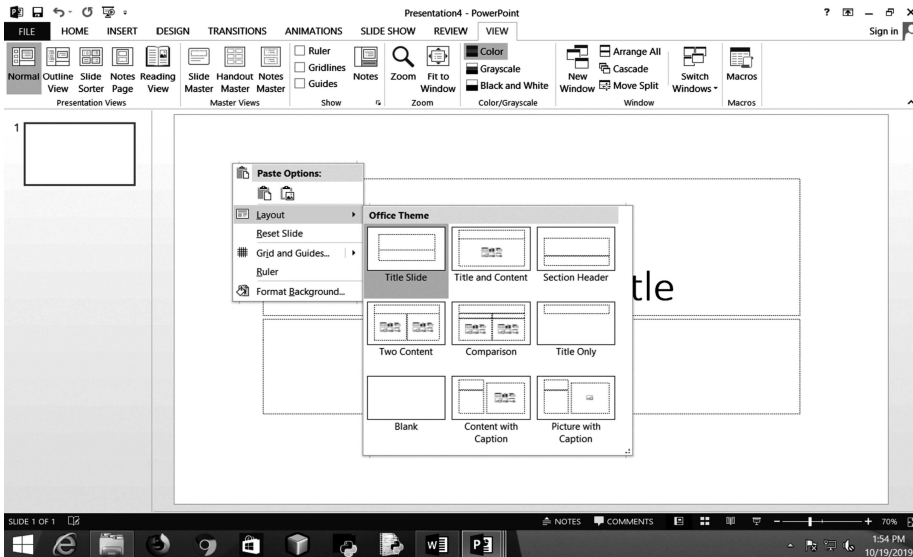 Presentation4 - PowerPoint
?
FILE HOME INSERT DESIGN TRANSITIONS ANIMATIONS SLIDE SHOW REVIEW VIEW Sign in
Normal Outline View Slide Sorter Notes Page Reading View
Presentation Views
Slide Master Handout Master Notes Master
Master Views
Ruler
Gridlines
Guides
Show
Notes
Zoom Fit to Window
Zoom
Color
Grayscale
Black and White
Color/Grayscale
New Window
Arrange All
Cascade
Move Split
Switch Windows
Window
Macros
Macros
1
Paste Options:
Layout
Reset Slide
Grid and Guides...
Ruler
Format Background...
Office Theme
Title Slide Title and Content Section Header
Two Content Comparison Title Only
Blank Content with Caption Picture with Caption
tle
SLIDE 1 OF 1 NOTES COMMENTS 70%
1:54 PM
10/19/2019